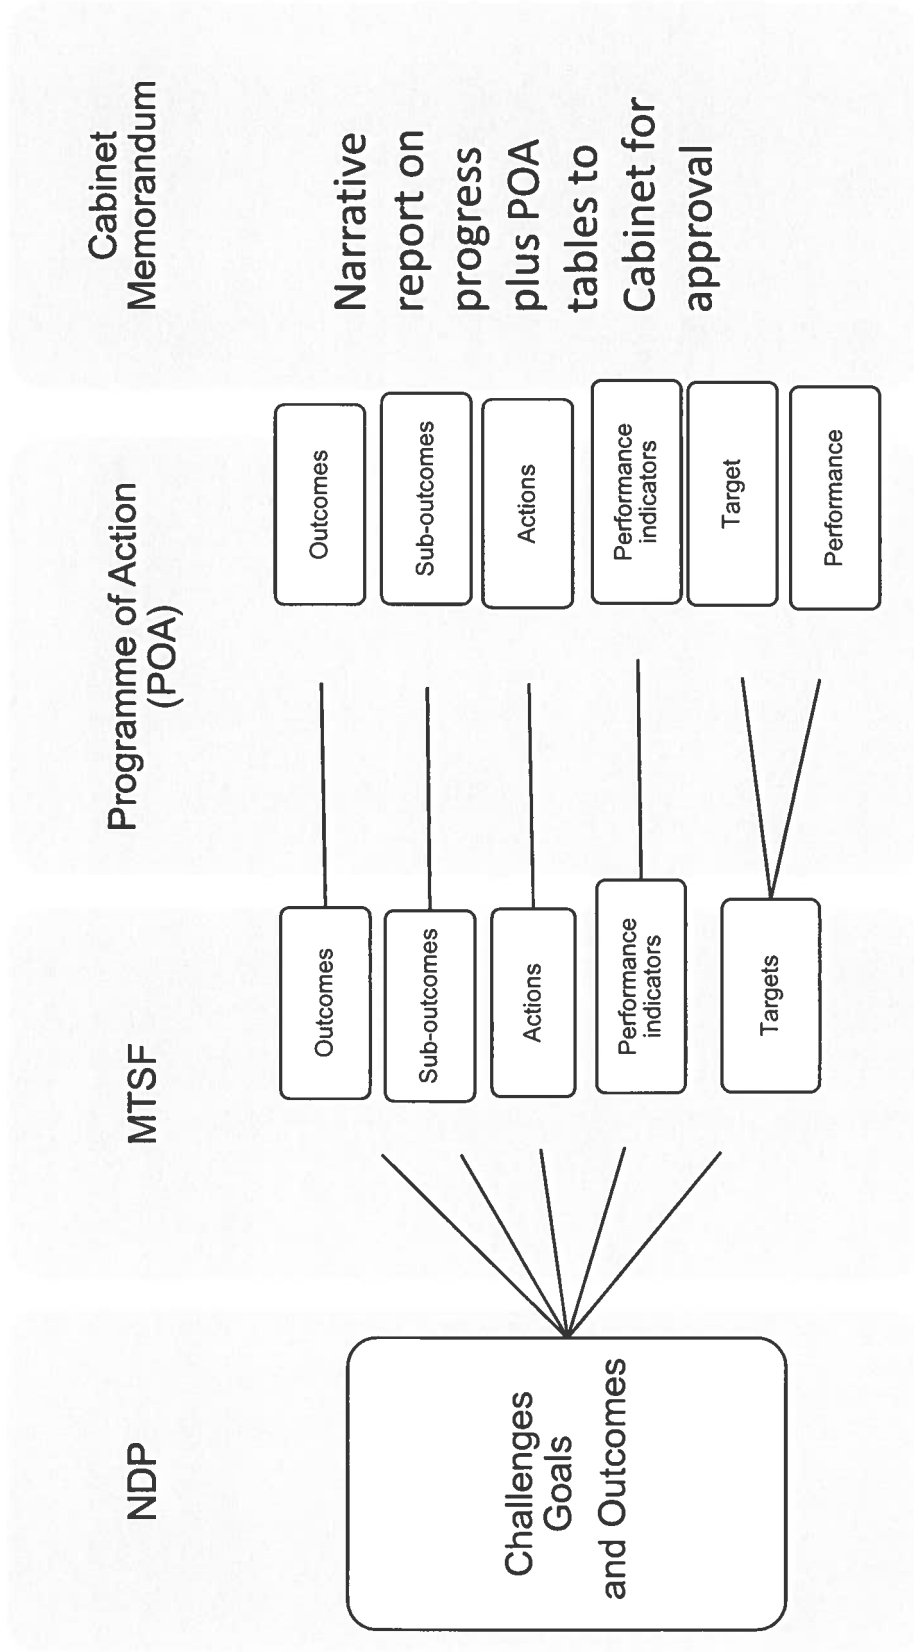 NDP
Challenges
Goals
and Outcomes
MTSF
Outcomes
Sub-outcomes
Actions
Performance
indicators
Targets
Programme of Action
(POA)
Outcomes
Sub-outcomes
Actions
Performance
indicators
Target
Performance
Cabinet
Memorandum
Narrative
report on
progress
plus POA
tables to
Cabinet for
approval